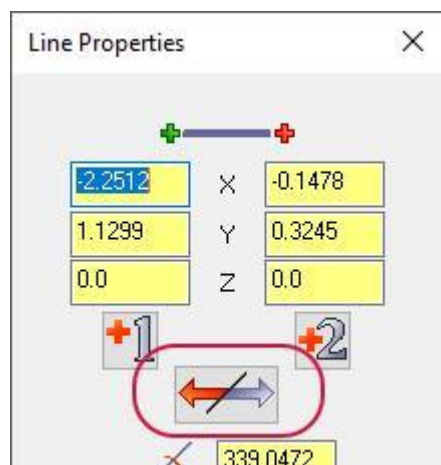 Line Properties
-2.2512 X -0.1478
1.1299 Y 0.3245
0.0 Z 0.0
1 2
339.0472